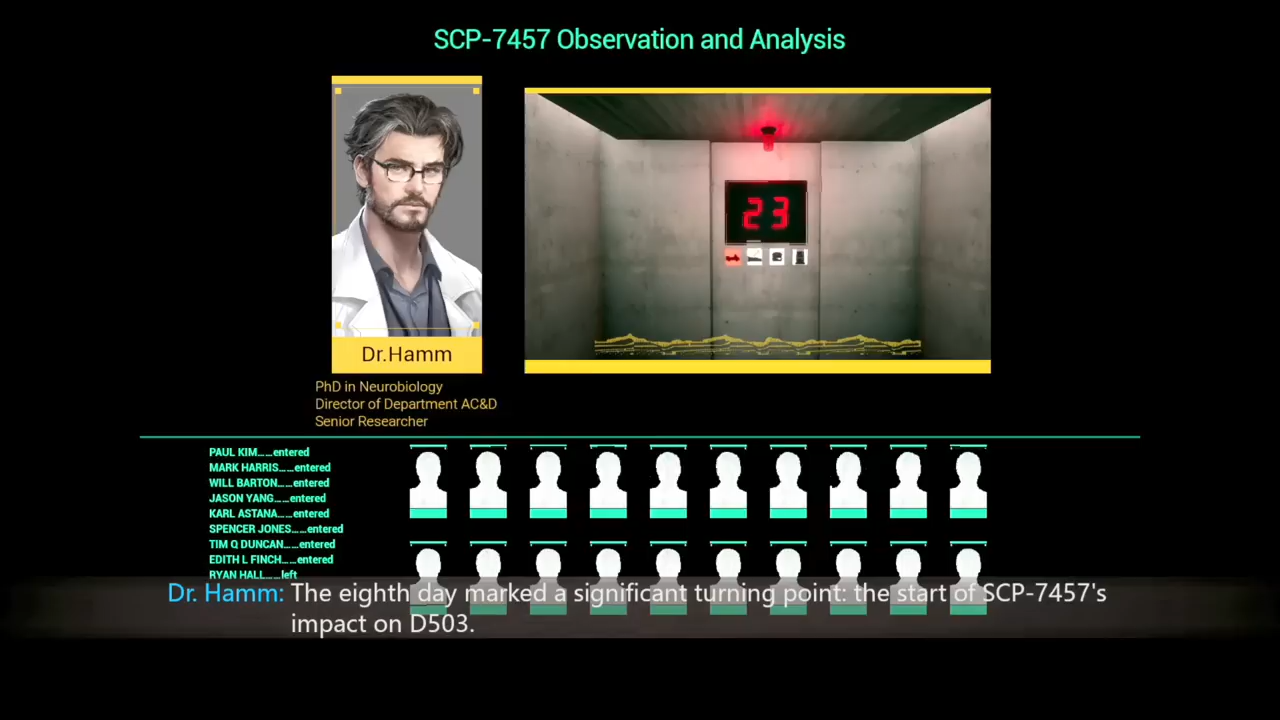 SCP-7457 Observation and Analysis
23
Dr.Hamm
PhD in Neurobiology
Director of Department AC&D
Senior Researcher
PAUL KIM......entered
MARK HARRIS......entered
WILL BARTON......entered
JASON YANG......entered
KARL ASTANA......entered
SPENCER JONES......entered
TIM Q DUNCAN......entered
EDITH L FINCH......entered
RYAN HALL......left
Dr. Hamm: The eighth day marked a significant turning point: the start of SCP-7457's
impact on D503.